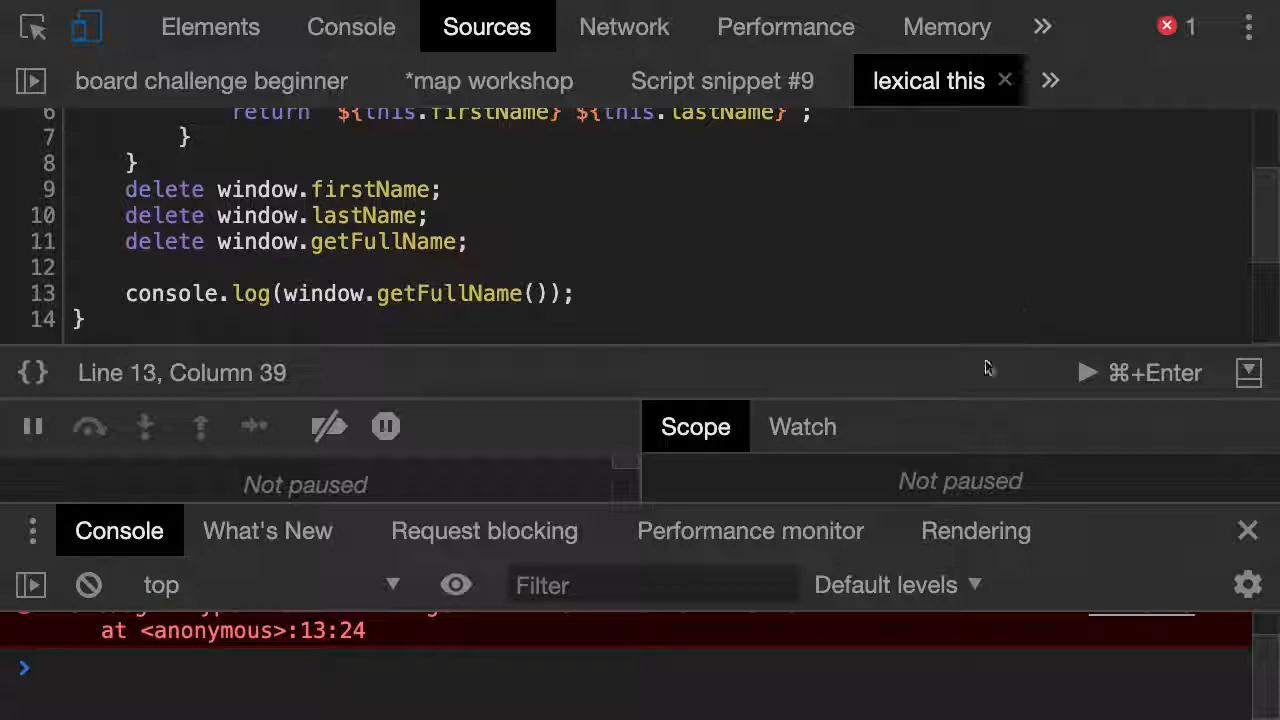 Elements Console Sources Network Performance Memory » 1
board challenge beginner *map workshop Script snippet #9 lexical this × »
6 return `${this.firstName} ${this.lastName}`;
7 }
8 }
9 delete window.firstName;
10 delete window.lastName;
11 delete window.getFullName;
12
13 console.log(window.getFullName());
14 }
{} Line 13, Column 39 ⌘+Enter
Scope Watch
Not paused Not paused
Console What's New Request blocking Performance monitor Rendering ×
top Filter Default levels
at <anonymous>:13:24
>